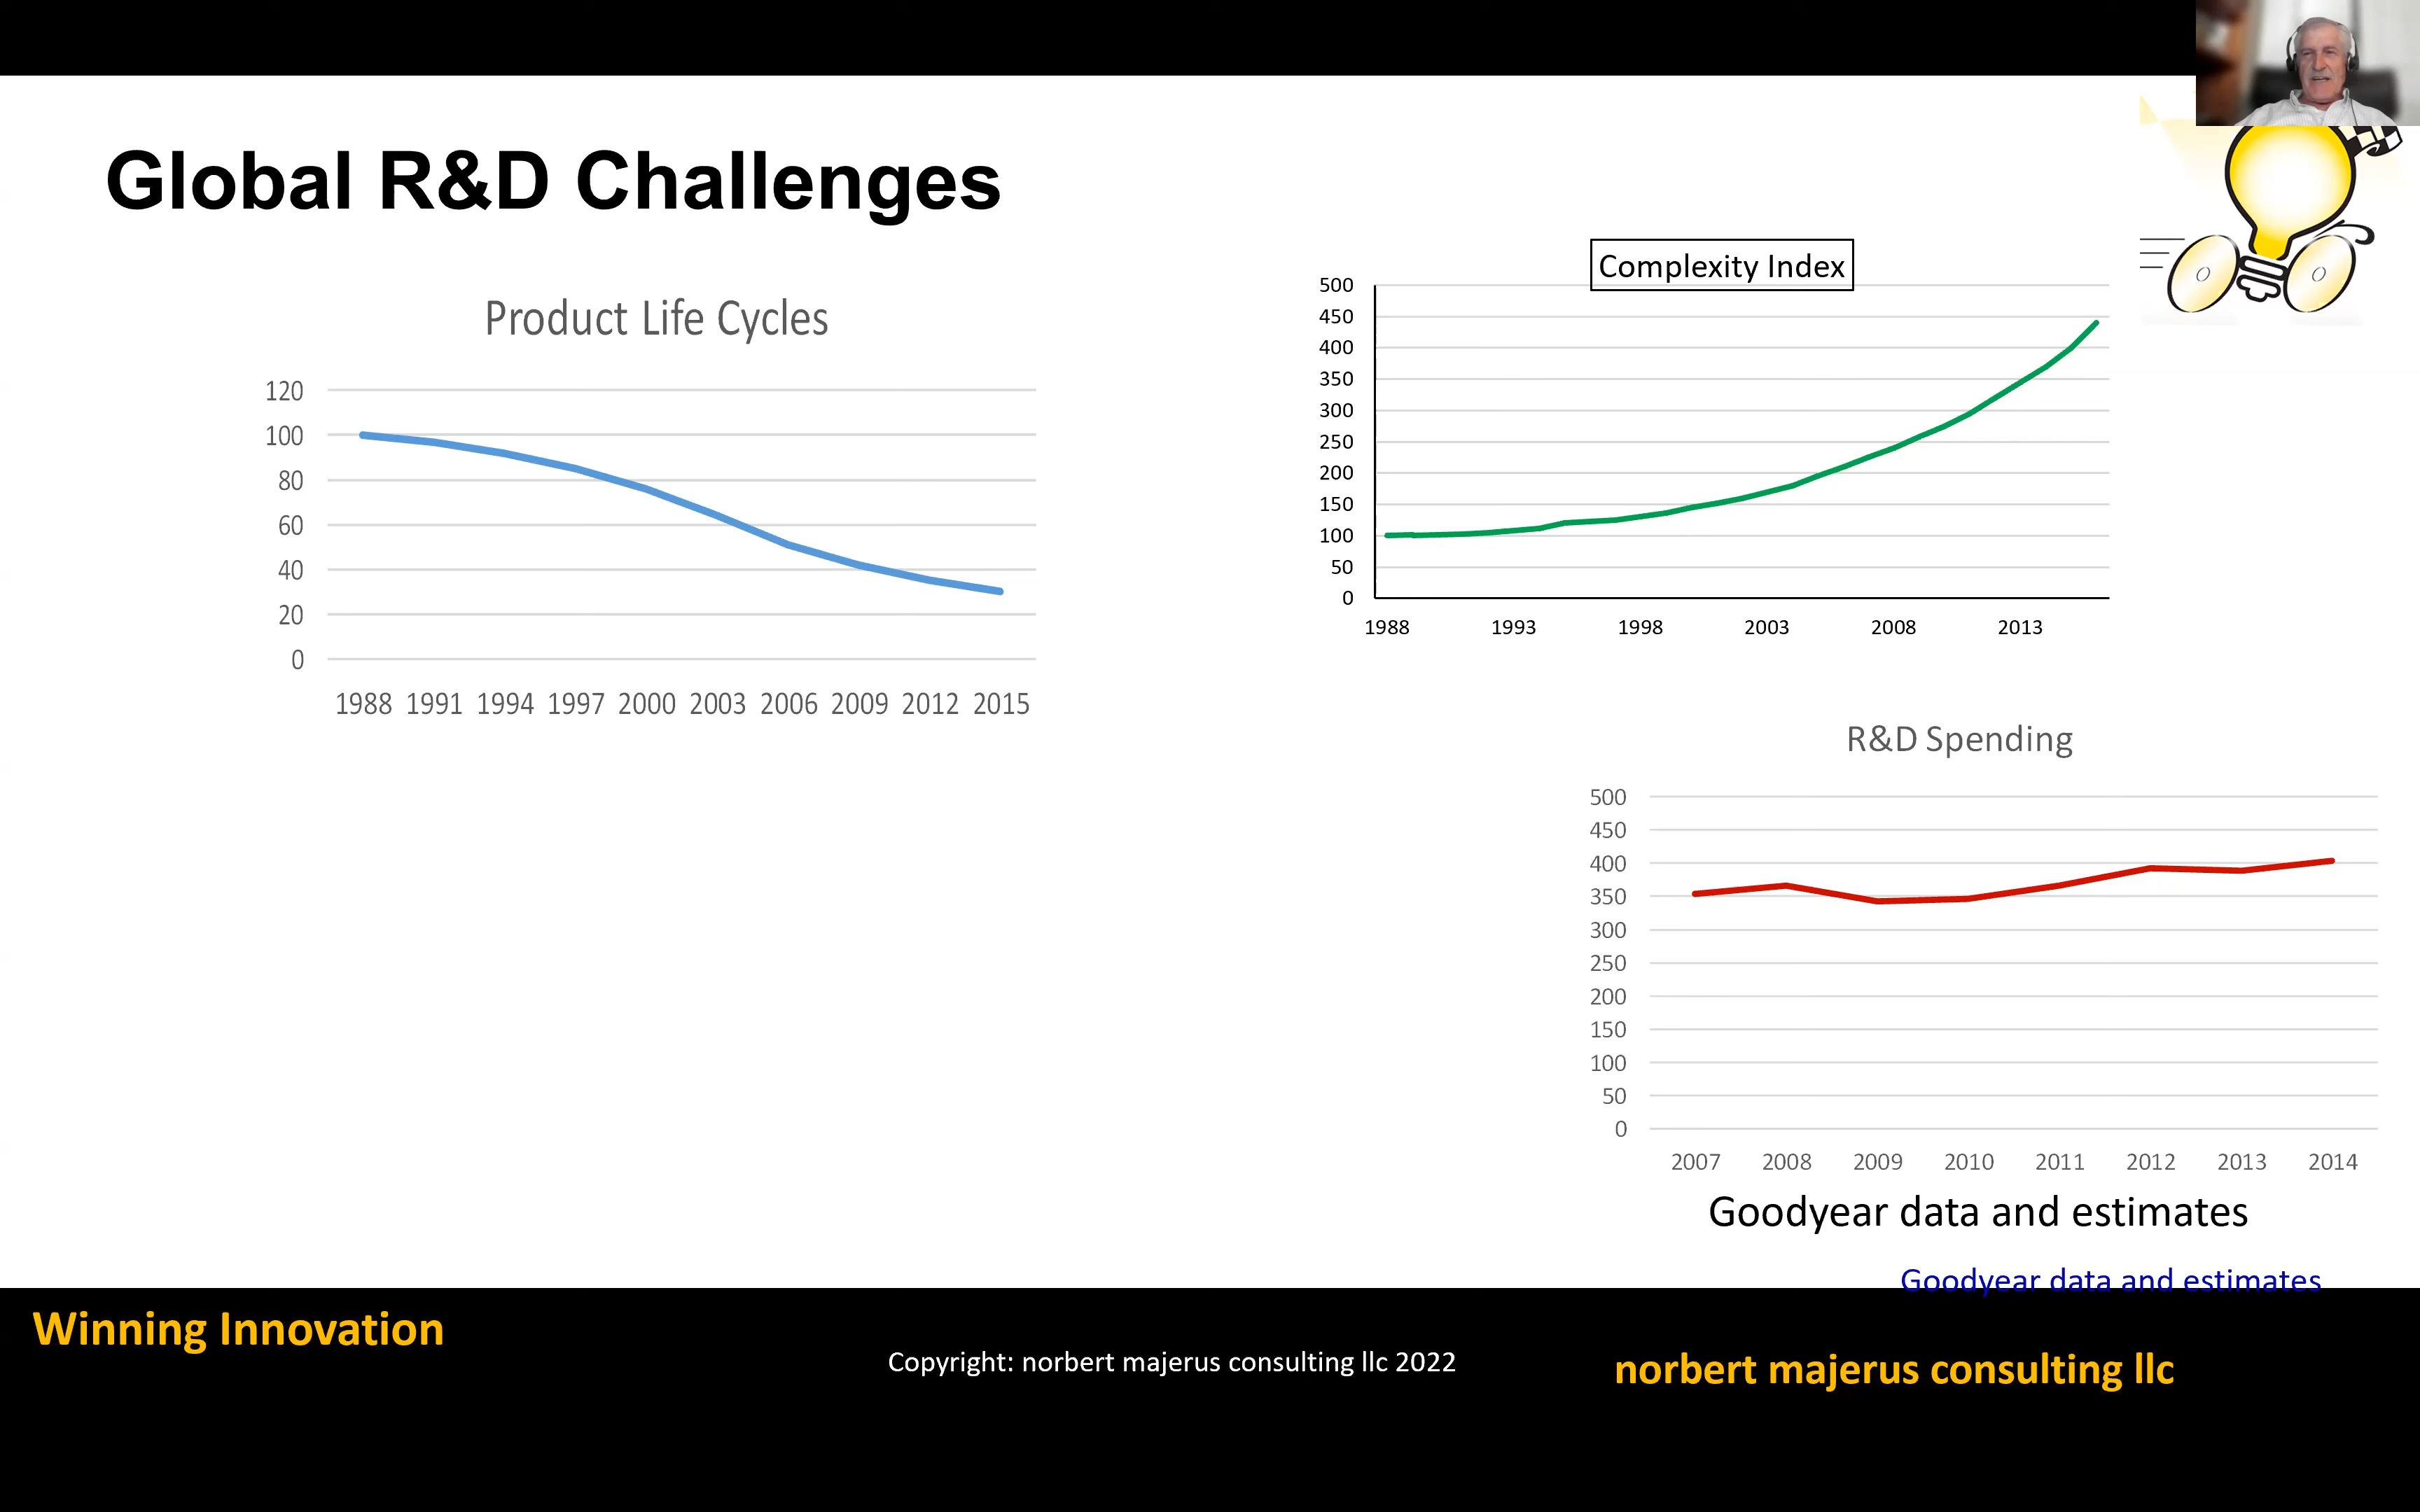 Global R&D Challenges
Product Life Cycles
120
100
80
60
40
20
0
1988 1991 1994 1997 2000 2003 2006 2009 2012 2015
Complexity Index
500
450
400
350
300
250
200
150
100
50
0
1988 1993 1998 2003 2008 2013
R&D Spending
500
450
400
350
300
250
200
150
100
50
0
2007 2008 2009 2010 2011 2012 2013 2014
Goodyear data and estimates
Goodyear data and estimates
Winning Innovation
Copyright: norbert majerus consulting llc 2022
norbert majerus consulting llc